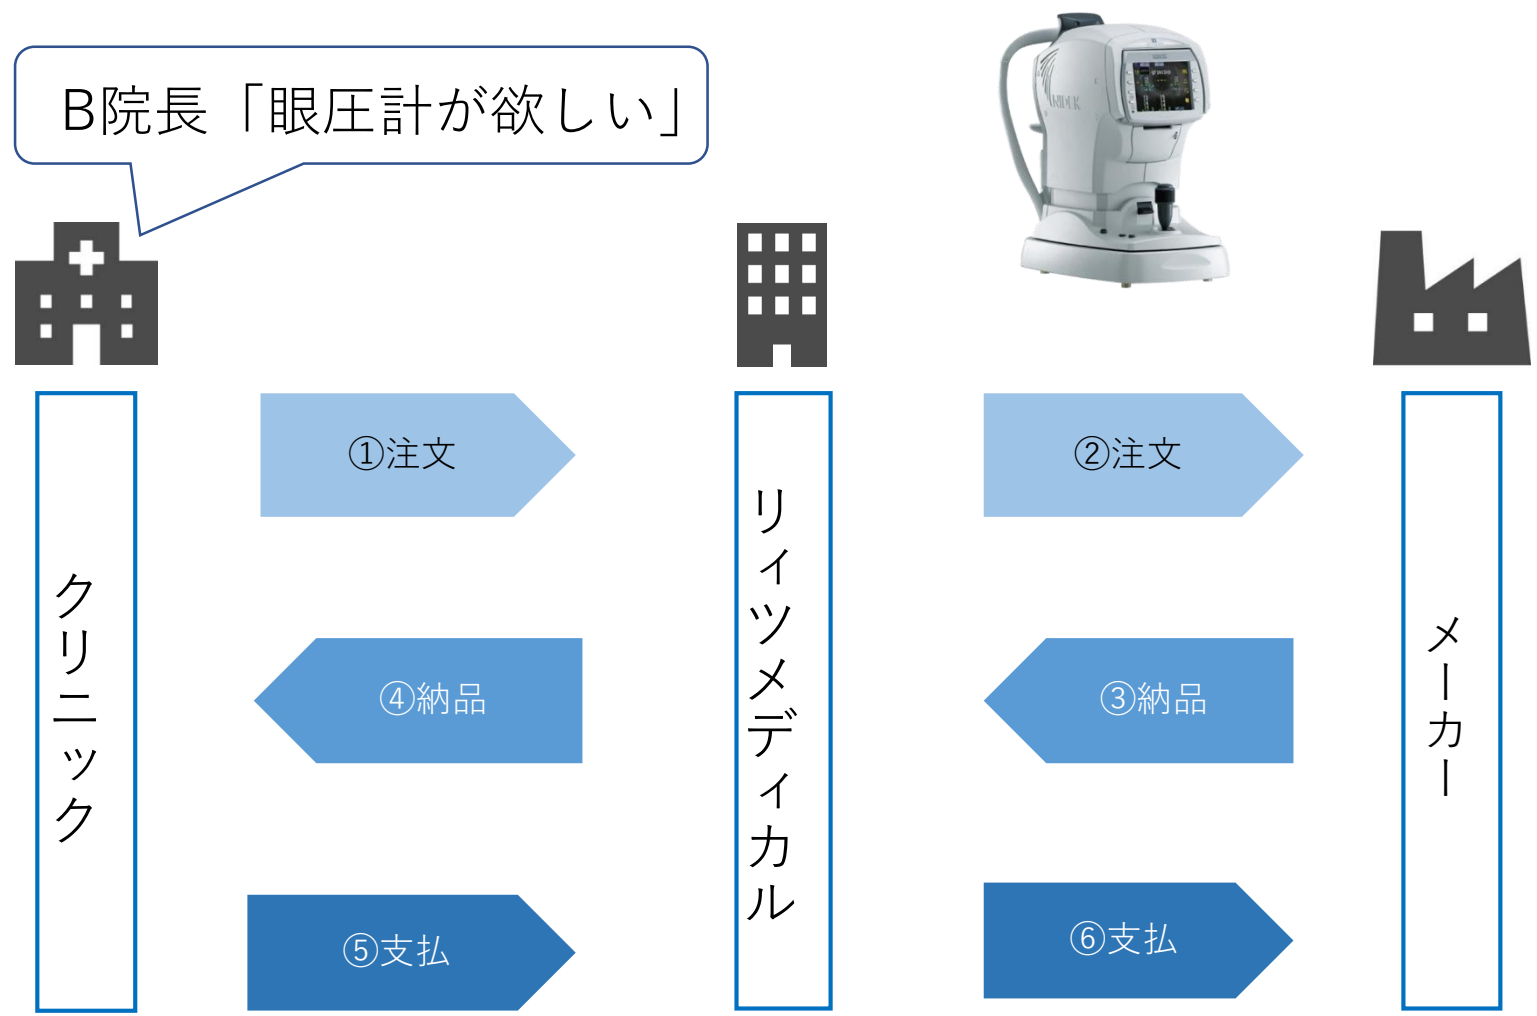 B院長「眼圧計が欲しい」
NIDEK
①注文
②注文
クリニック
リィツメディカル
メーカー
④納品
③納品
⑤支払
⑥支払